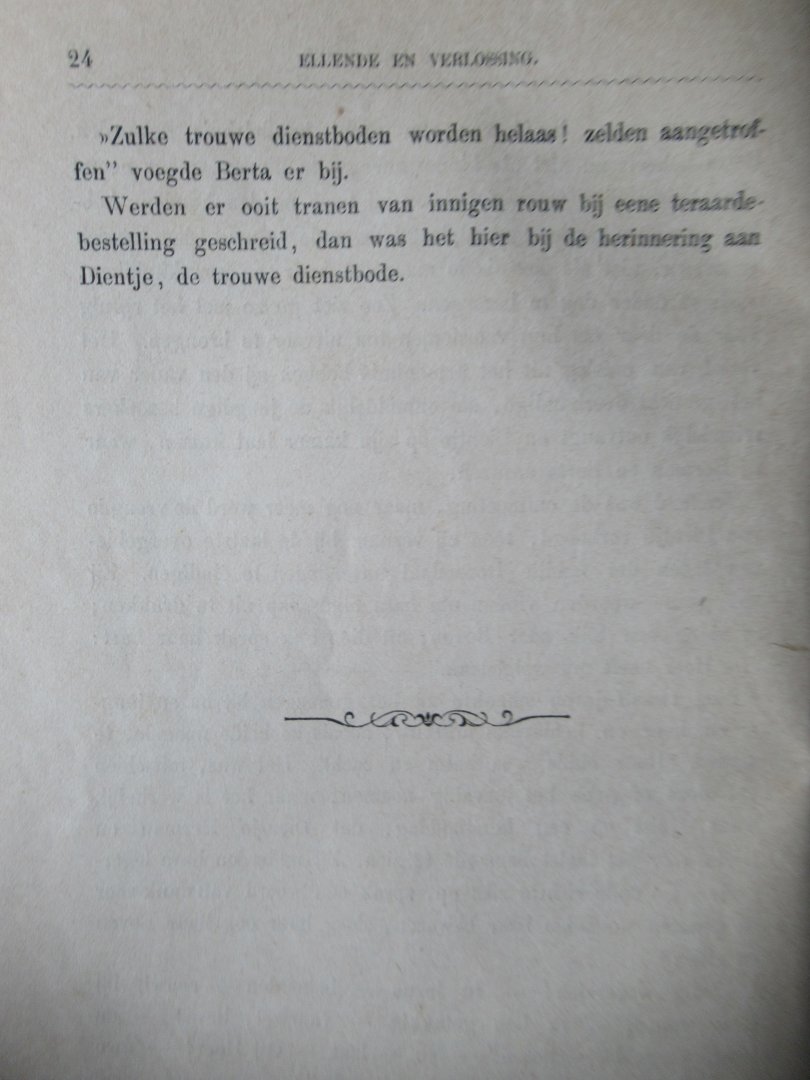 24 ELLENDE EN VERLOSSING.
»Zulke trouwe dienstboden worden helaas! zelden aangetrof-
fen” voegde Berta er bij.
Werden er ooit tranen van innigen rouw bij eene teraarde-
bestelling geschreid, dan was het hier bij de herinnering aan
Dientje, de trouwe dienstbode.